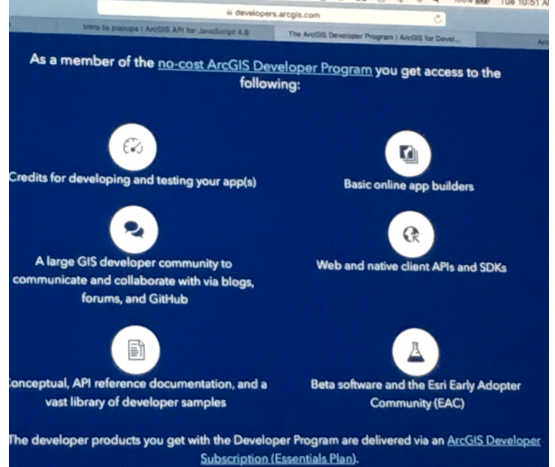 developers.arcgis.com
Tue 10:51 A
Intro to popups | ArcGIS API for JavaScript 4.6
The ArcGIS Developer Program | ArcGIS for Devel...
As a member of the no-cost ArcGIS Developer Program you get access to the
following:
Credits for developing and testing your app(s)
Basic online app builders
A large GIS developer community to
communicate and collaborate with via blogs,
forums, and GitHub
Web and native client APIs and SDKs
Conceptual, API reference documentation, and a
vast library of developer samples
Beta software and the Esri Early Adopter
Community (EAC)
The developer products you get with the Developer Program are delivered via an ArcGIS Developer
Subscription (Essentials Plan).